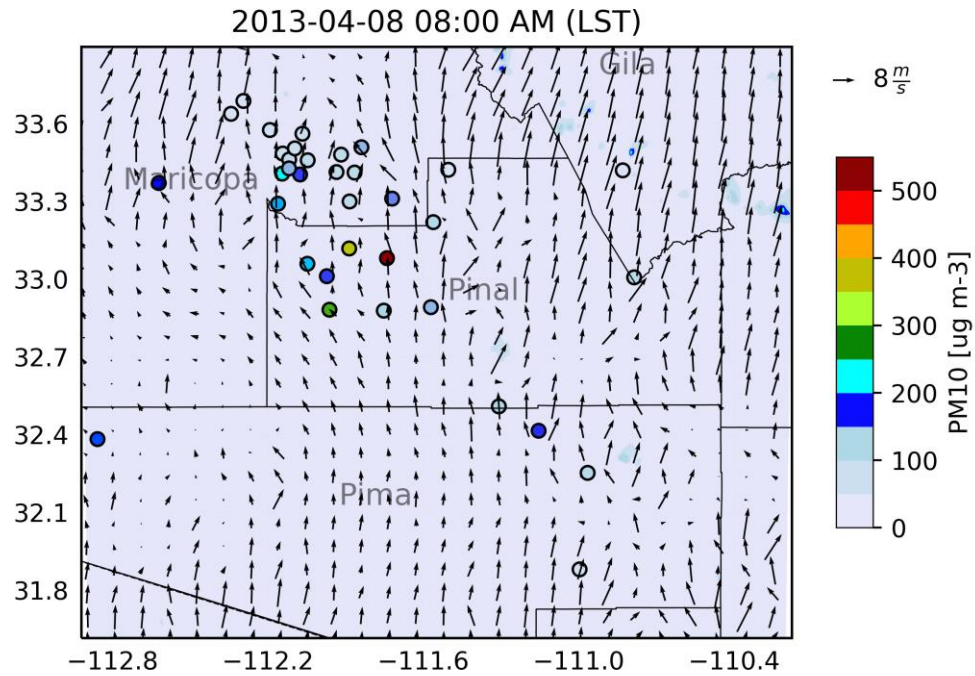 2013-04-08 08:00 AM (LST)
Gila
8 m/s
33.6
Maricopa
33.3
33.0
Pinal
32.7
32.4
32.1
Pima
31.8
−112.8 −112.2 −111.6 −111.0 −110.4
500
400
300
200
100
0
PM10 [ug m-3]